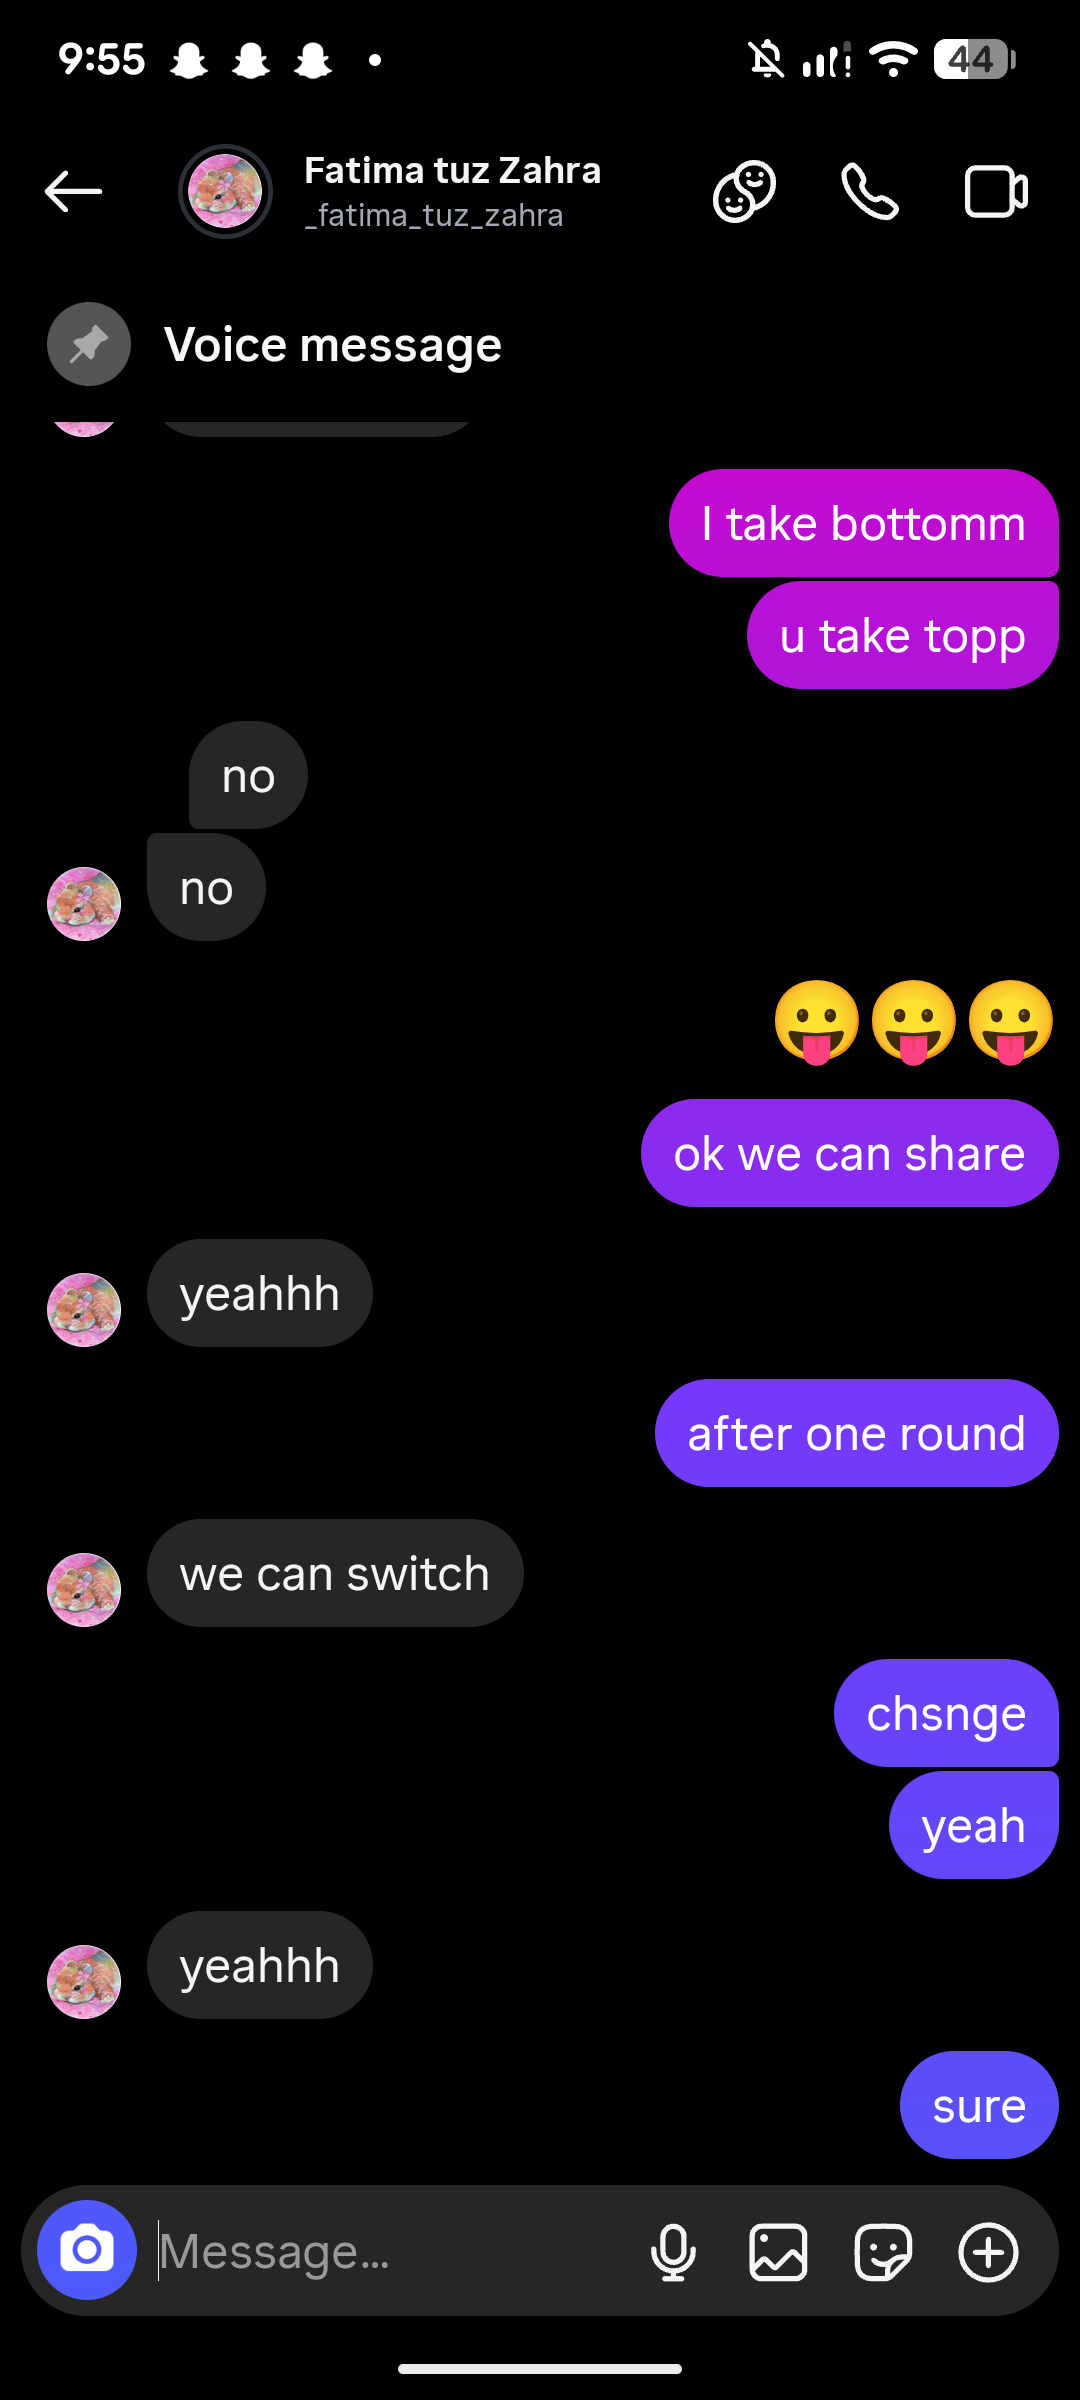 9:55
44
Fatima tuz Zahra
_fatima_tuz_zahra
Voice message
I take bottomm
u take topp
no
no
😛😛😛
ok we can share
yeahhh
after one round
we can switch
chsnge
yeah
yeahhh
sure
Message...